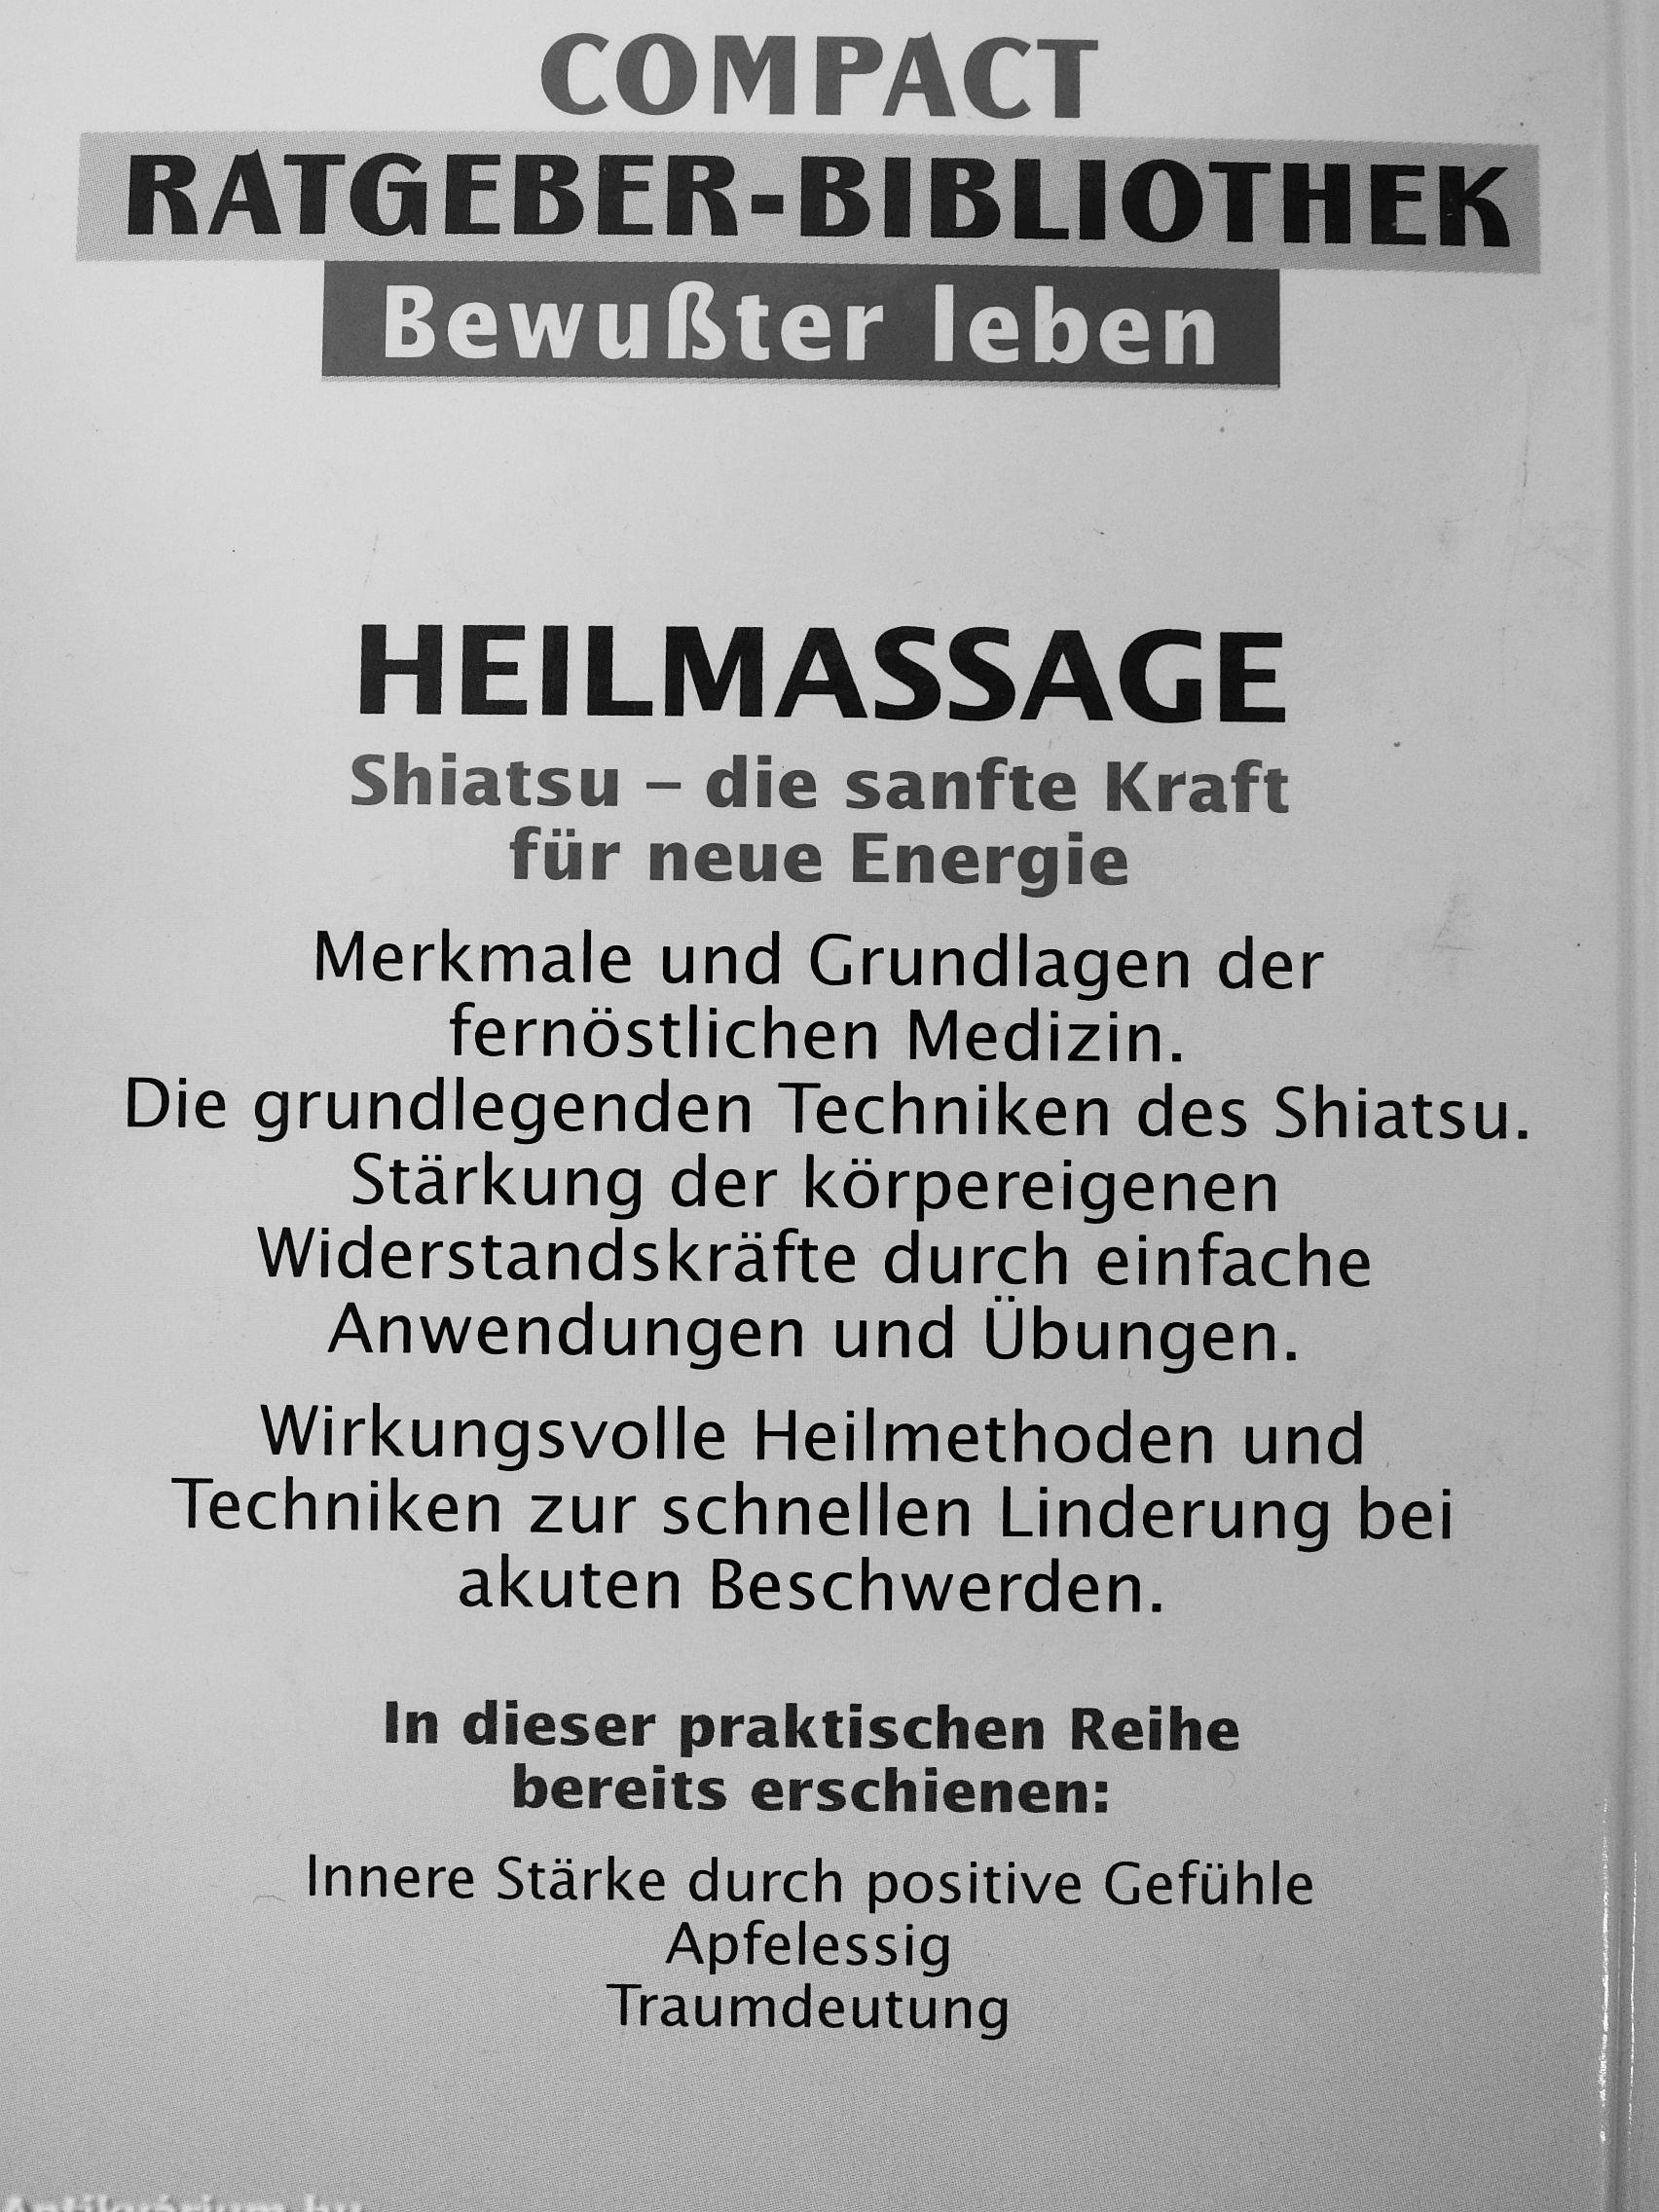 COMPACT
RATGEBER-BIBLIOTHEK
Bewußter leben
HEILMASSAGE
Shiatsu – die sanfte Kraft
für neue Energie
Merkmale und Grundlagen der
fernöstlichen Medizin.
Die grundlegenden Techniken des Shiatsu.
Stärkung der körpereigenen
Widerstandskräfte durch einfache
Anwendungen und Übungen.
Wirkungsvolle Heilmethoden und
Techniken zur schnellen Linderung bei
akuten Beschwerden.
In dieser praktischen Reihe
bereits erschienen:
Innere Stärke durch positive Gefühle
Apfelessig
Traumdeutung